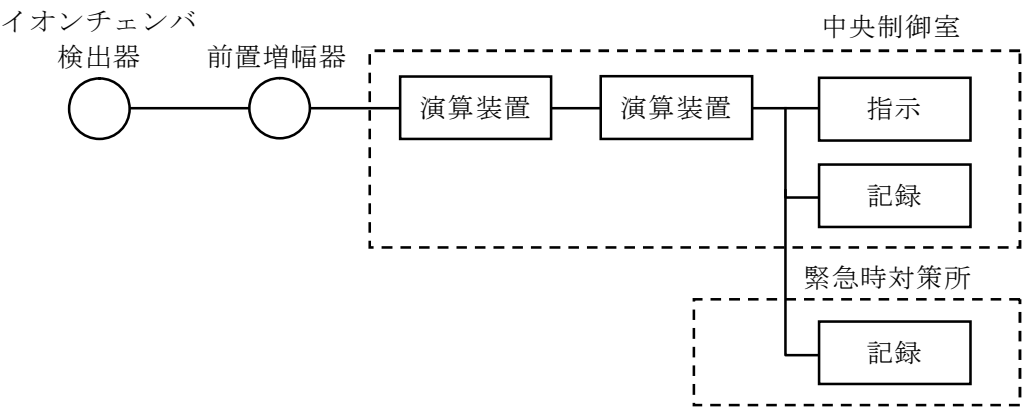 イオンチェンバ
検出器
前置増幅器
中央制御室
演算装置
演算装置
指示
記録
緊急時対策所
記録